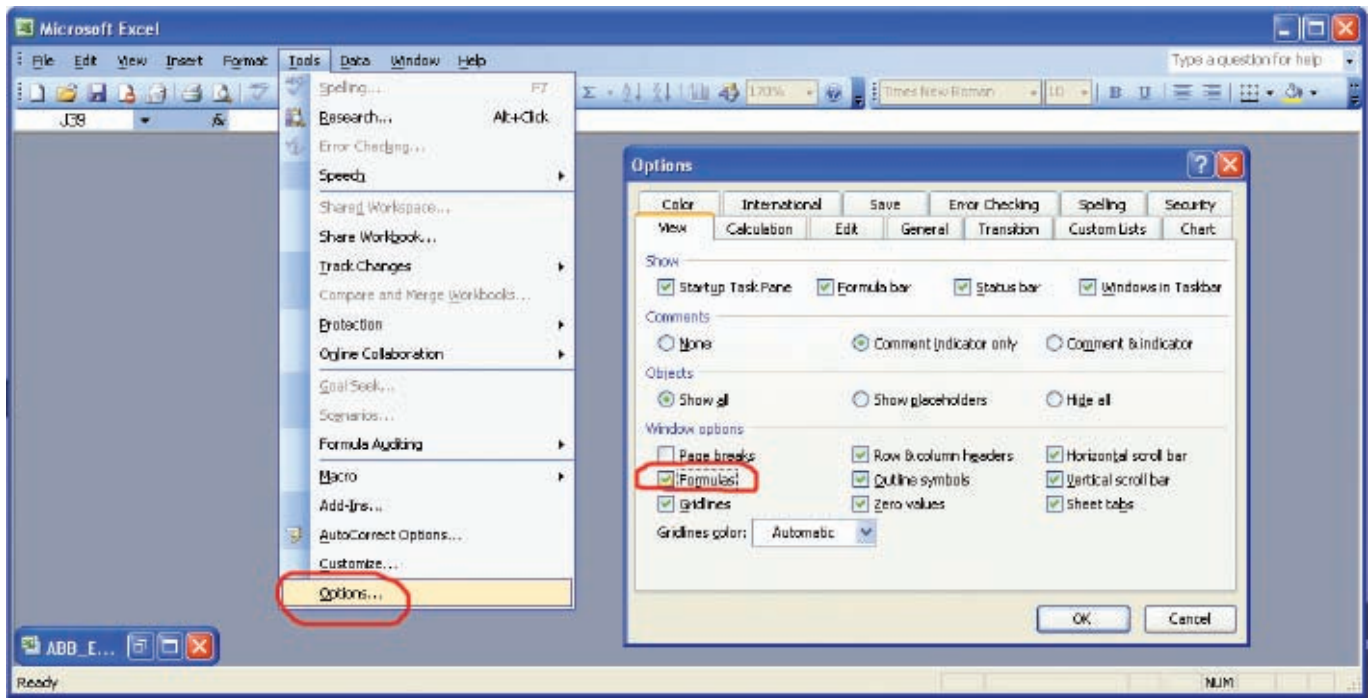 Microsoft Excel
File Edit View Insert Format Tools Data Window Help Type a question for help
170% Times New Roman 10 B U
J39 fx
Spelling... F7
Research... Alt+Click
Error Checking...
Speech
Shared Workspace...
Share Workbook...
Track Changes
Compare and Merge Workbooks...
Protection
Online Collaboration
Goal Seek...
Scenarios...
Formula Auditing
Macro
Add-Ins...
AutoCorrect Options...
Customize...
Options...
Options
Color International Save Error Checking Spelling Security
View Calculation Edit General Transition Custom Lists Chart
Show
Startup Task Pane Formula bar Status bar Windows in Taskbar
Comments
None Comment indicator only Comment & indicator
Objects
Show all Show placeholders Hide all
Window options
Page breaks Row & column headers Horizontal scroll bar
Formulas Outline symbols Vertical scroll bar
Gridlines Zero values Sheet tabs
Gridlines color: Automatic
OK Cancel
ABB_E...
Ready NUM